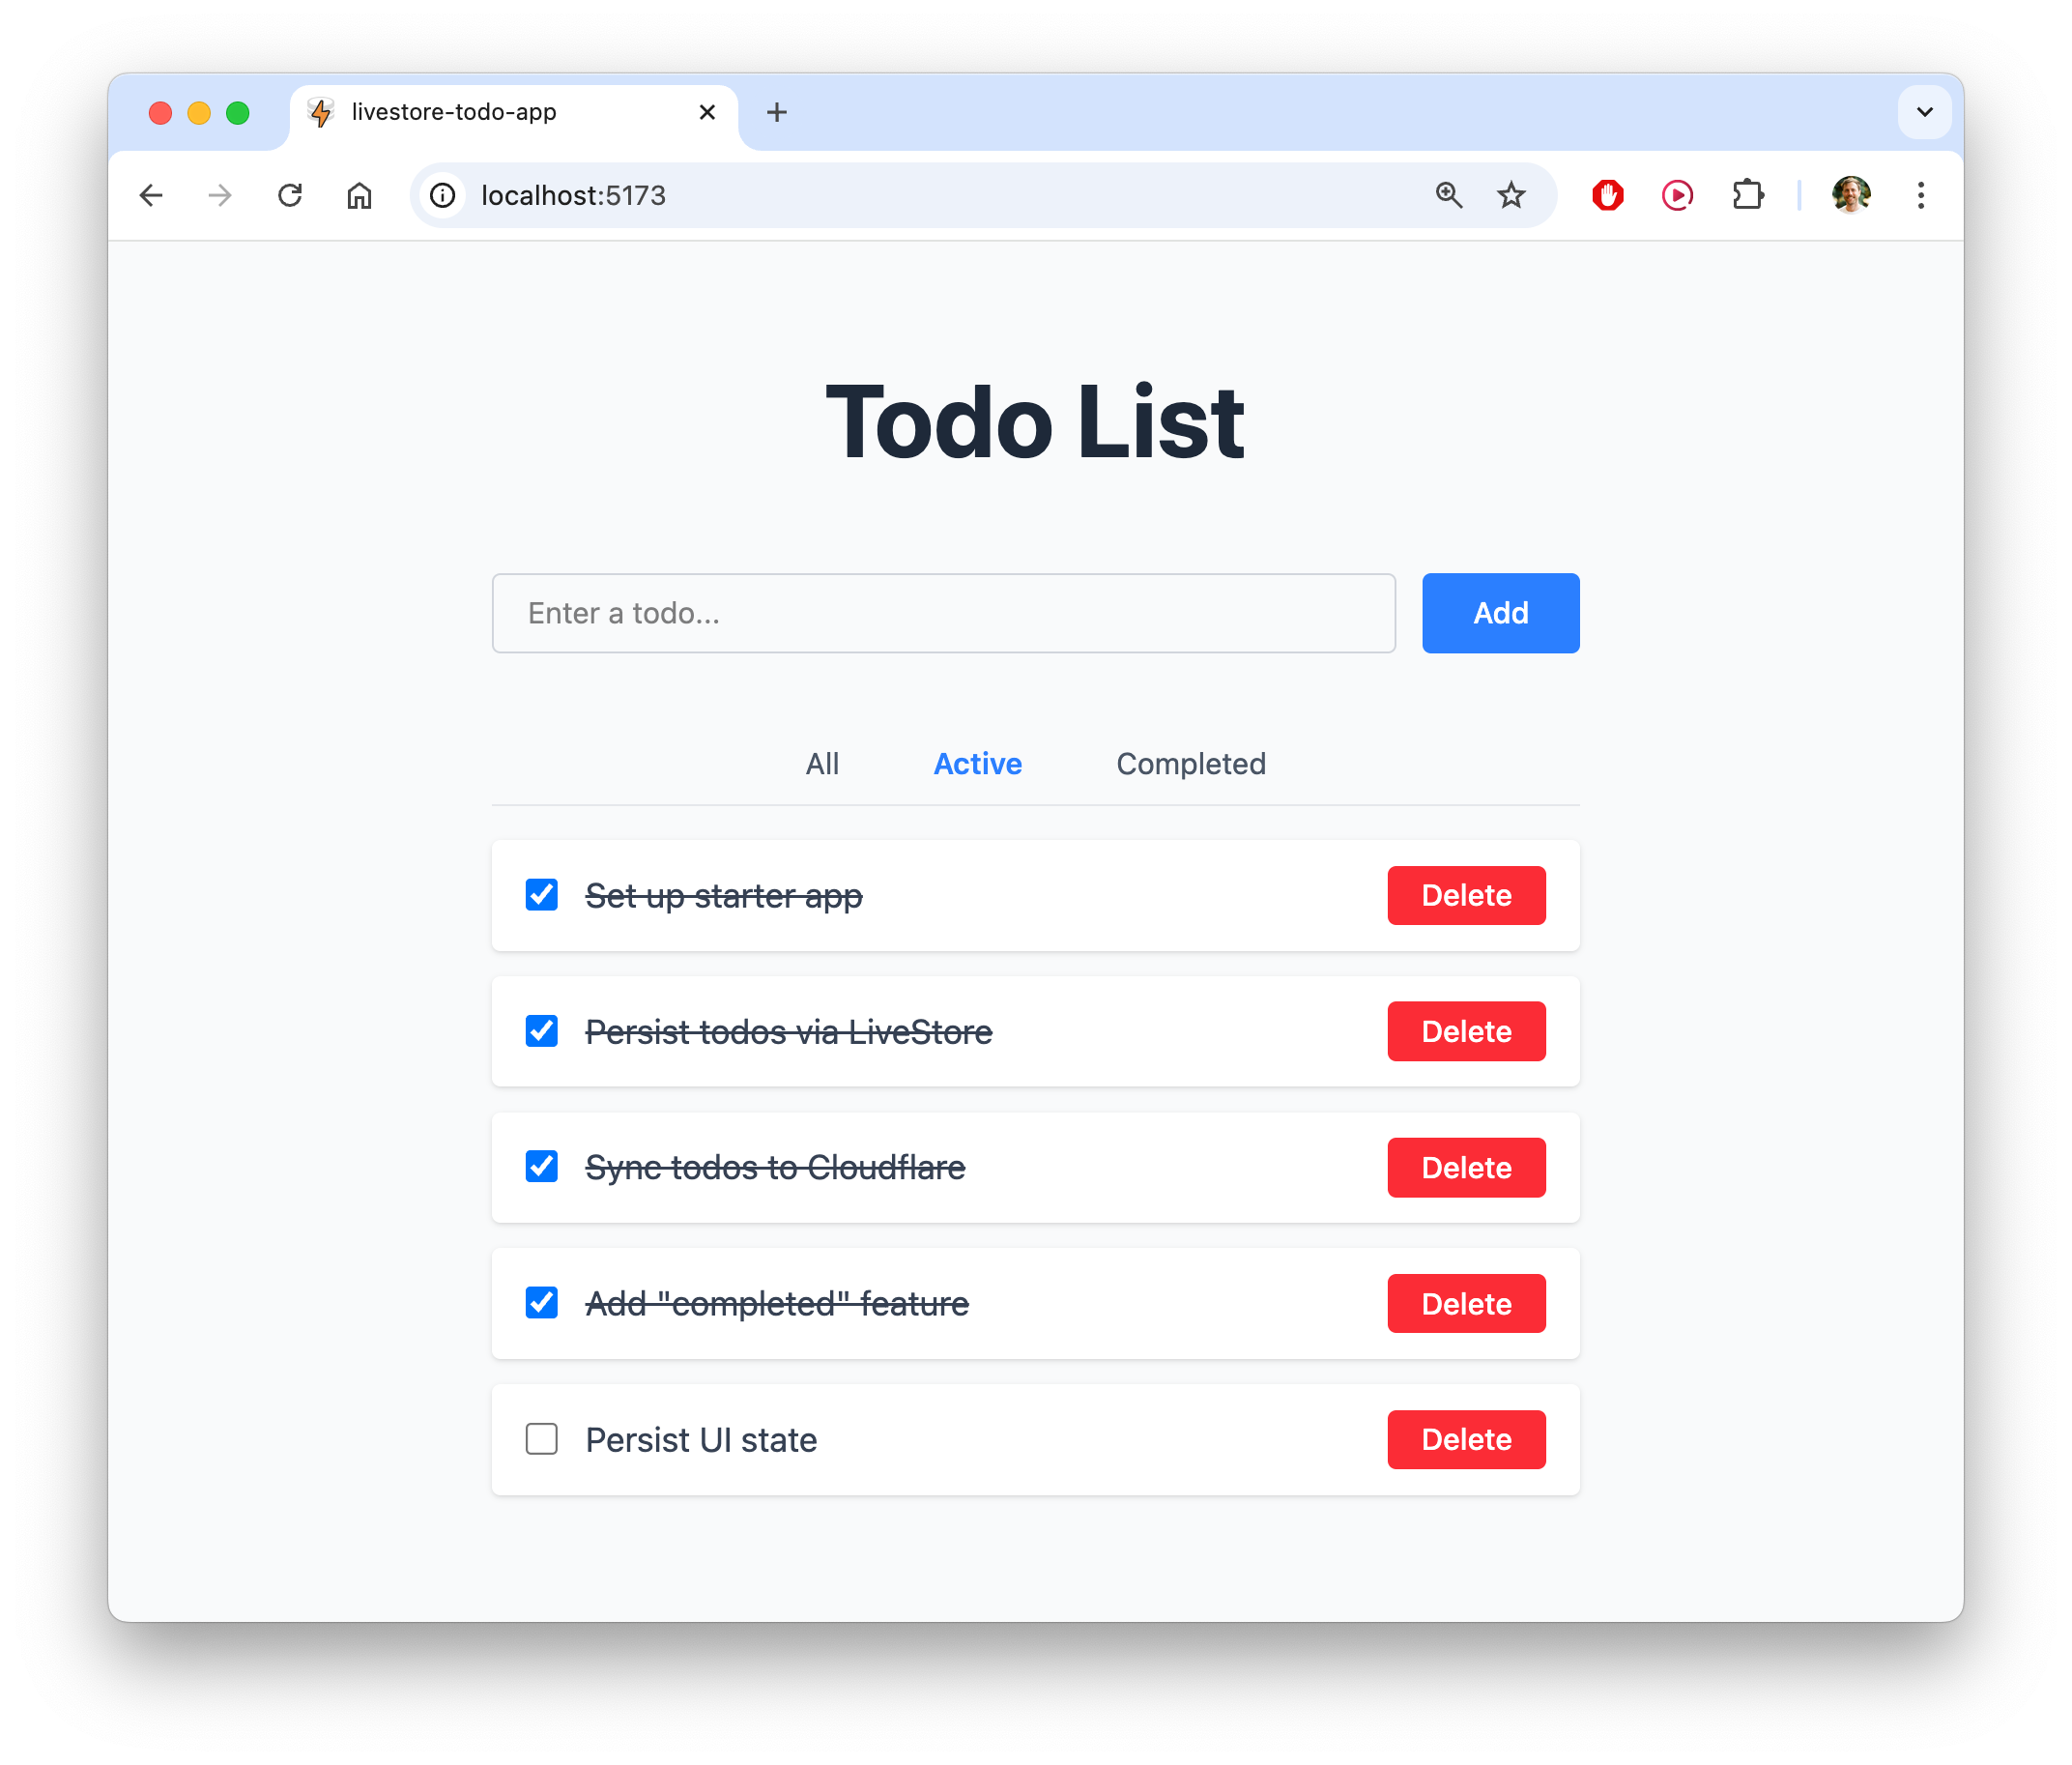 livestore-todo-app
localhost:5173
Todo List
Enter a todo...
Add
All Active Completed
Set up starter app Delete
Persist todos via LiveStore Delete
Sync todos to Cloudflare Delete
Add "completed" feature Delete
Persist UI state Delete